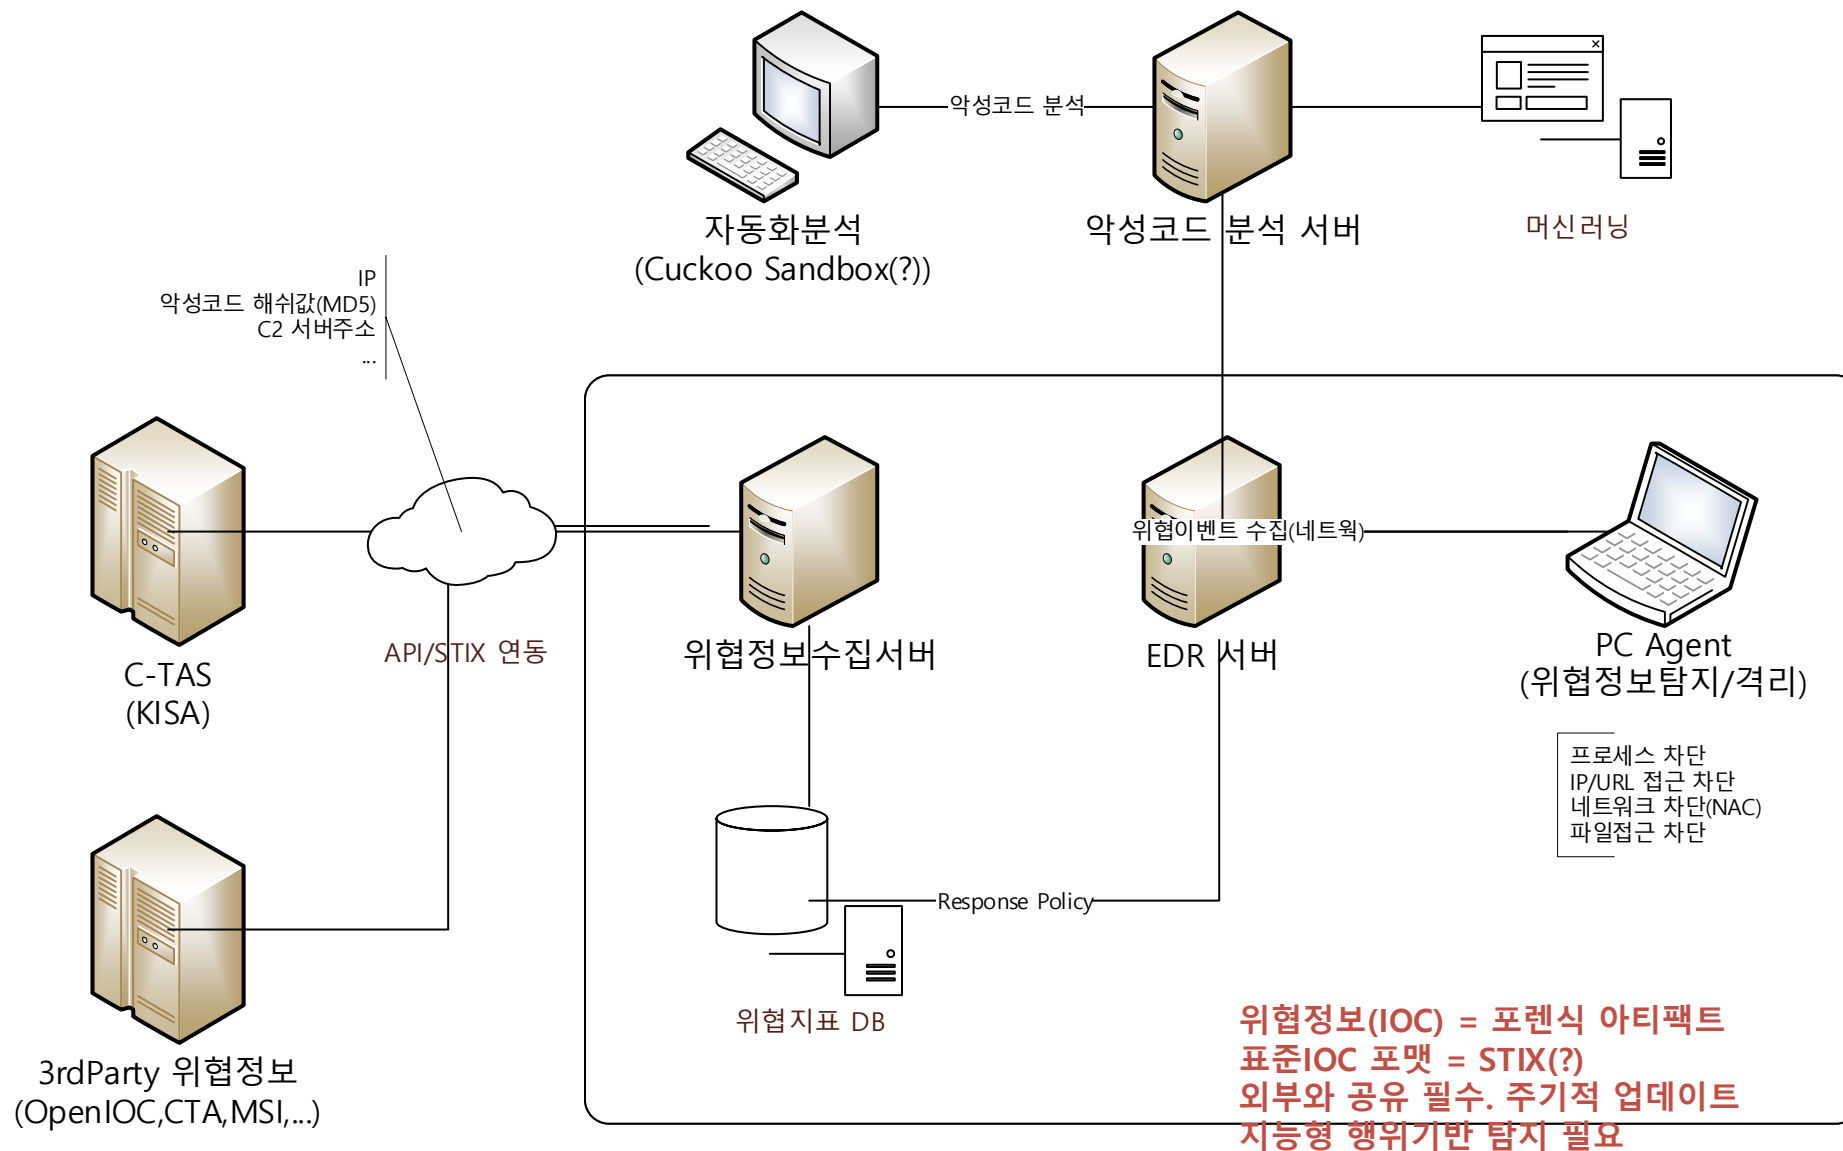 악성코드 분석
자동화분석
(Cuckoo Sandbox(?))
악성코드 분석 서버
머신러닝
IP
악성코드 해쉬값(MD5)
C2 서버주소
...
C-TAS
(KISA)
API/STIX 연동
위협정보수집서버
위협이벤트 수집(네트웍)
EDR 서버
PC Agent
(위협정보탐지/격리)
프로세스 차단
IP/URL 접근 차단
네트워크 차단(NAC)
파일접근 차단
Response Policy
위협지표 DB
3rdParty 위협정보
(OpenIOC,CTA,MSI,...)
위협정보(IOC) = 포렌식 아티팩트
표준IOC 포맷 = STIX(?)
외부와 공유 필수. 주기적 업데이트
지능형 행위기반 탐지 필요